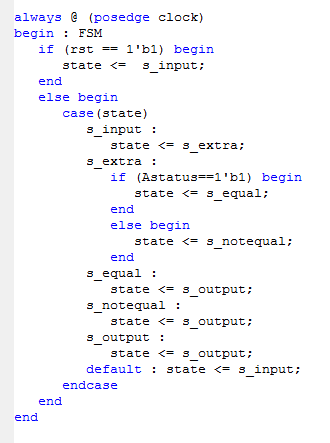 always @ (posedge clock)
begin : FSM
   if (rst == 1'b1) begin
      state <=  s_input;
   end
   else begin
      case(state)
         s_input :
            state <= s_extra;
         s_extra :
            if (Astatus==1'b1) begin
               state <= s_equal;
            end
            else begin
               state <= s_notequal;
            end
         s_equal :
            state <= s_output;
         s_notequal :
            state <= s_output;
         s_output :
            state <= s_output;
         default : state <= s_input;
      endcase
   end
end